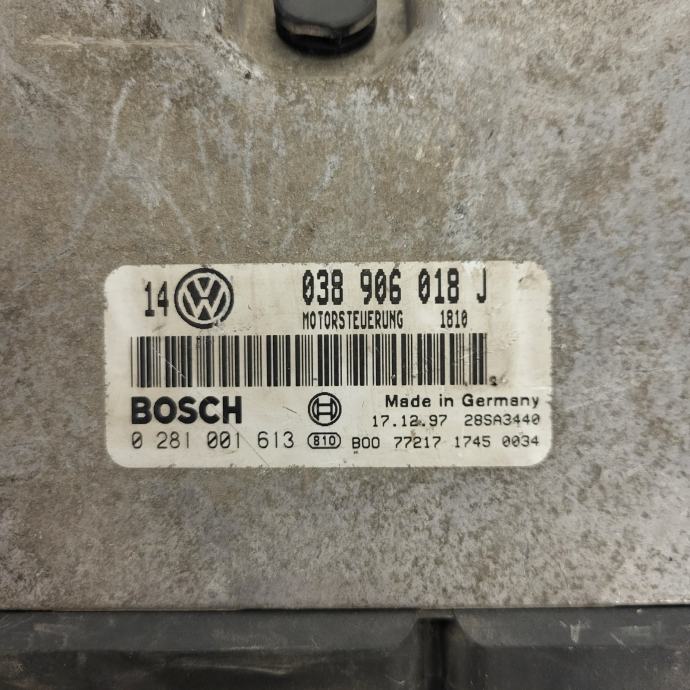 14 VW 038 906 018 J
MOTORSTEUERUNG 1810
BOSCH Made in Germany
17.12.97 28SA3440
0 281 001 613 810 B00 77217 1745 0034